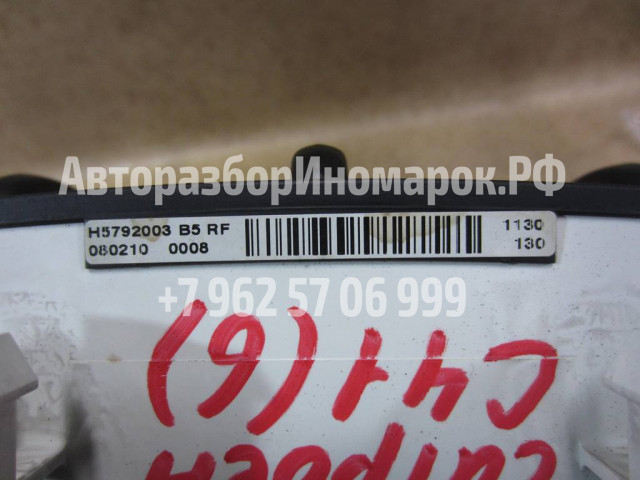 АвторазборИномарок.РФ
H5792003 B5 RF 1130
080210 0008 130
+7 962 57 06 999